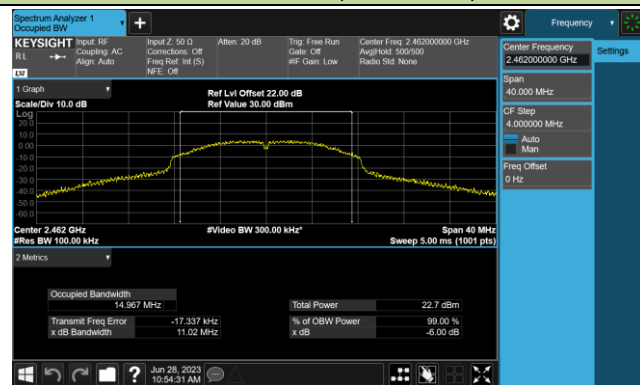 Spectrum Analyzer 1
Occupied BW
Frequency
KEYSIGHT
Input: RF
Input Z: 50 Ω
Atten: 20 dB
Trig: Free Run
Center Freq: 2.462000000 GHz
RL
Coupling: AC
Corrections: Off
Gate: Off
Avg|Hold: 500/500
Align: Auto
Freq Ref: Int (S)
#IF Gain: Low
Radio Std: None
NFE: Off
LXI
Center Frequency
2.462000000 GHz
Settings
Span
40.000 MHz
CF Step
4.000000 MHz
Auto
Man
Freq Offset
0 Hz
1 Graph
Ref Lvl Offset 22.00 dB
Scale/Div 10.0 dB
Ref Value 30.00 dBm
Log
20.0
10.0
0.00
-10.0
-20.0
-30.0
-40.0
-50.0
-60.0
Center 2.462 GHz
#Video BW 300.00 kHz*
Span 40 MHz
#Res BW 100.00 kHz
Sweep 5.00 ms (1001 pts)
2 Metrics
Occupied Bandwidth
14.967 MHz
Total Power
22.7 dBm
Transmit Freq Error
-17.337 kHz
% of OBW Power
99.00 %
x dB Bandwidth
11.02 MHz
x dB
-6.00 dB
?
Jun 28, 2023
10:54:31 AM